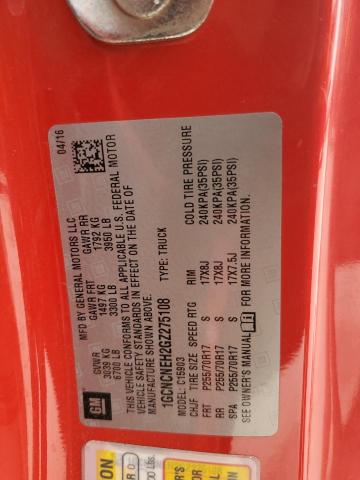 GM
MFD BY GENERAL MOTORS LLC
04/16
GVWR GAWR FRT GAWR RR
3039 KG 1497 KG 1792 KG
6700 LB 3300 LB 3950 LB
THIS VEHICLE CONFORMS TO ALL APPLICABLE U.S. FEDERAL MOTOR
VEHICLE SAFETY STANDARDS IN EFFECT ON THE DATE OF
MANUFACTURE SHOWN ABOVE.
1GCNCNEH2GZ275108 TYPE: TRUCK
MODEL: C15903
CHJF TIRE SIZE SPEED RTG RIM COLD TIRE PRESSURE
FRT P255/70R17 S 17X8J 240KPA(35PSI)
RR P255/70R17 S 17X8J 240KPA(35PSI)
SPA P255/70R17 S 17X7.5J 240KPA(35PSI)
SEE OWNER'S MANUAL FOR MORE INFORMATION.
ION